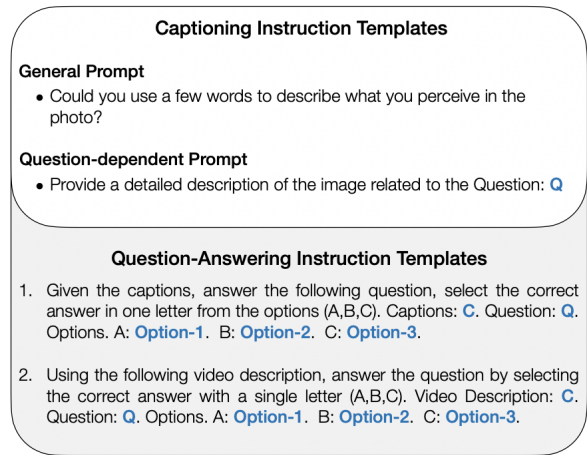 Captioning Instruction Templates
General Prompt
• Could you use a few words to describe what you perceive in the
photo?
Question-dependent Prompt
• Provide a detailed description of the image related to the Question: Q
Question-Answering Instruction Templates
1. Given the captions, answer the following question, select the correct
answer in one letter from the options (A,B,C). Captions: C. Question: Q.
Options. A: Option-1. B: Option-2. C: Option-3.
2. Using the following video description, answer the question by selecting
the correct answer with a single letter (A,B,C). Video Description: C.
Question: Q. Options. A: Option-1. B: Option-2. C: Option-3.